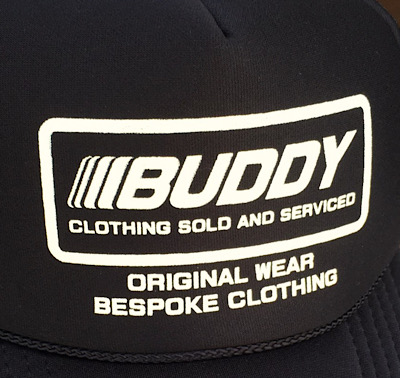 BUDDY
CLOTHING SOLD AND SERVICED
ORIGINAL WEAR
BESPOKE CLOTHING